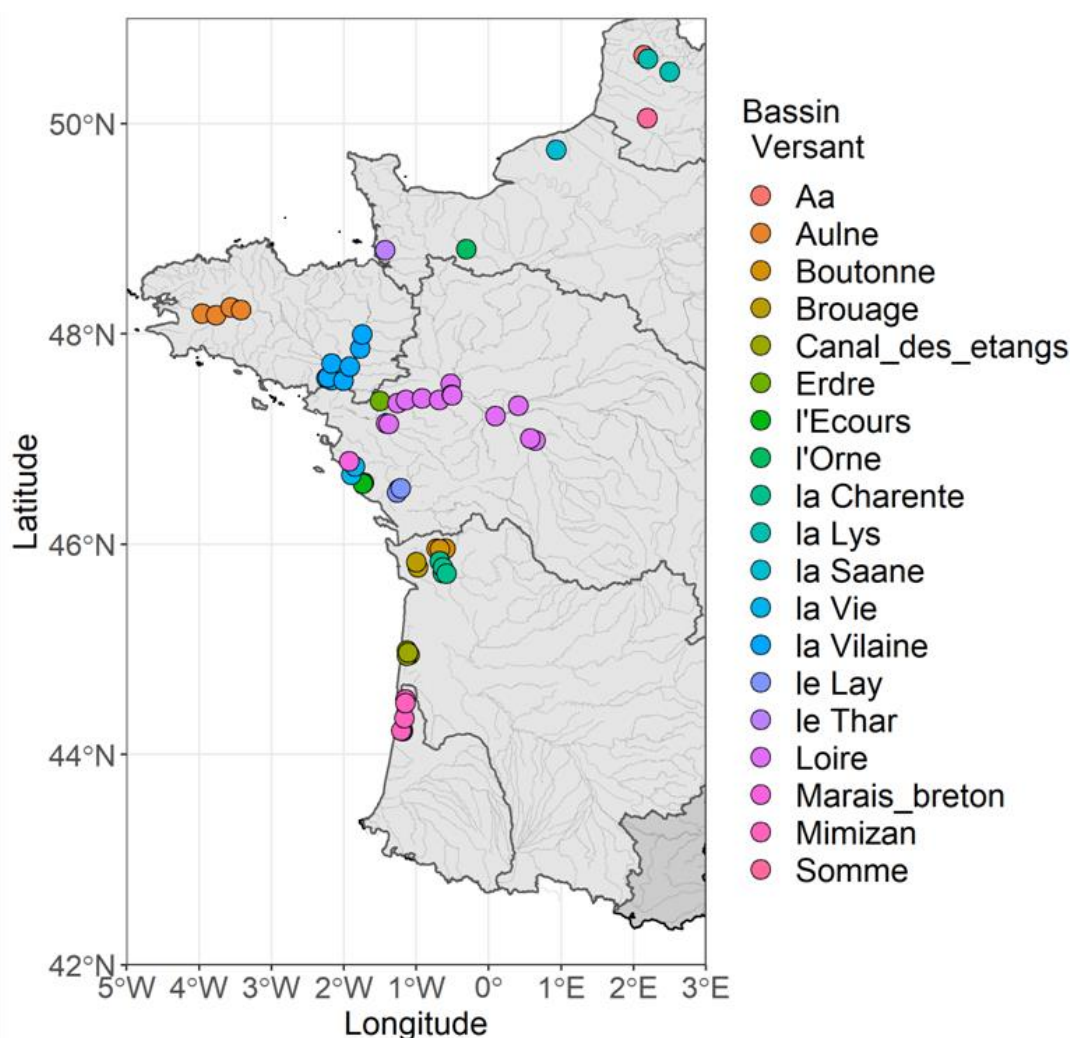 50°N
48°N
46°N
44°N
42°N
Latitude
5°W 4°W 3°W 2°W 1°W 0° 1°E 2°E 3°E
Longitude
Bassin
Versant
Aa
Aulne
Boutonne
Brouage
Canal_des_etangs
Erdre
l'Ecours
l'Orne
la Charente
la Lys
la Saane
la Vie
la Vilaine
le Lay
le Thar
Loire
Marais_breton
Mimizan
Somme